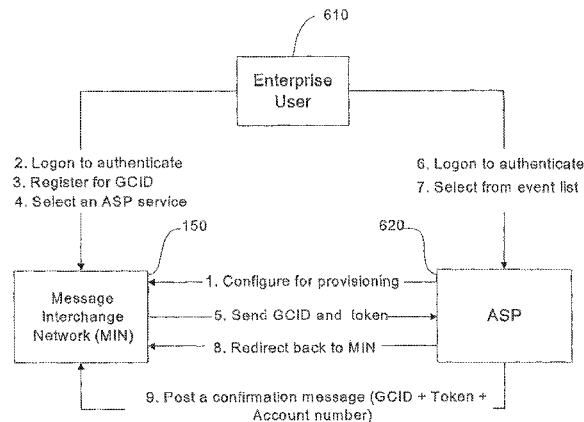 610
Enterprise
User
2. Logon to authenticate
3. Register for GCID
4. Select an ASP service
6. Logon to authenticate
7. Select from event list
150
620
Message
Interchange
Network (MIN)
1. Configure for provisioning
5. Send GCID and token
8. Redirect back to MIN
ASP
9. Post a confirmation message (GCID + Token +
Account number)